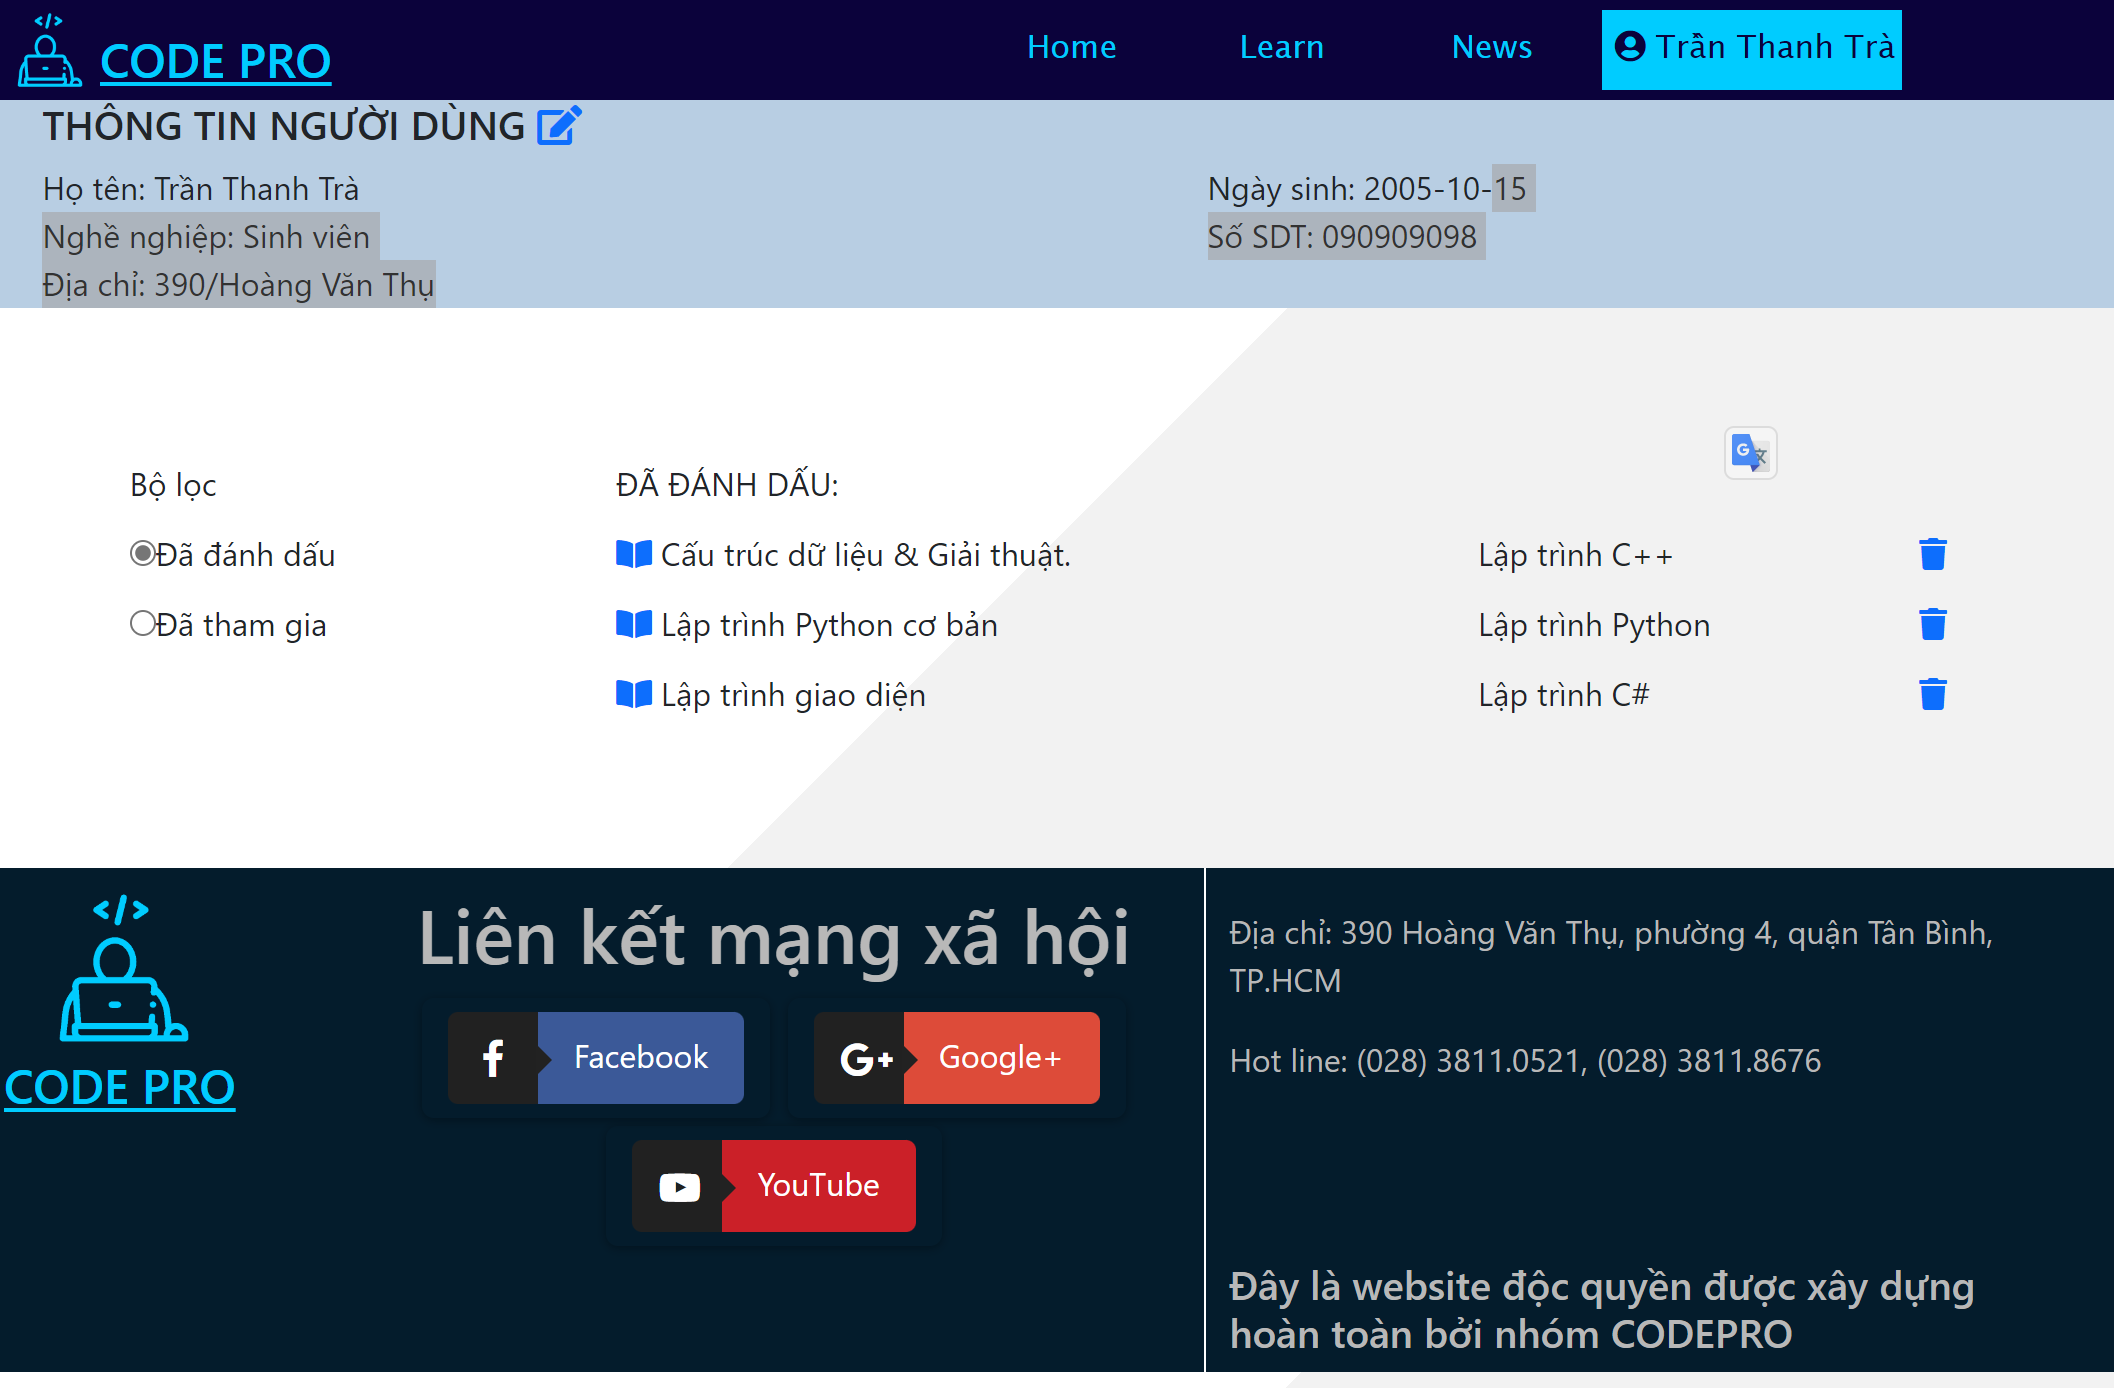 CODE PRO
Home Learn News Trần Thanh Trà
THÔNG TIN NGƯỜI DÙNG
Họ tên: Trần Thanh Trà Ngày sinh: 2005-10-15
Nghề nghiệp: Sinh viên Số SDT: 090909098
Địa chỉ: 390/Hoàng Văn Thụ
Bộ lọc ĐÃ ĐÁNH DẤU:
Đã đánh dấu Cấu trúc dữ liệu & Giải thuật. Lập trình C++
Đã tham gia Lập trình Python cơ bản Lập trình Python
Lập trình giao diện Lập trình C#
CODE PRO
Liên kết mạng xã hội
Facebook Google+
YouTube
Địa chỉ: 390 Hoàng Văn Thụ, phường 4, quận Tân Bình,
TP.HCM
Hot line: (028) 3811.0521, (028) 3811.8676
Đây là website độc quyền được xây dựng
hoàn toàn bởi nhóm CODEPRO